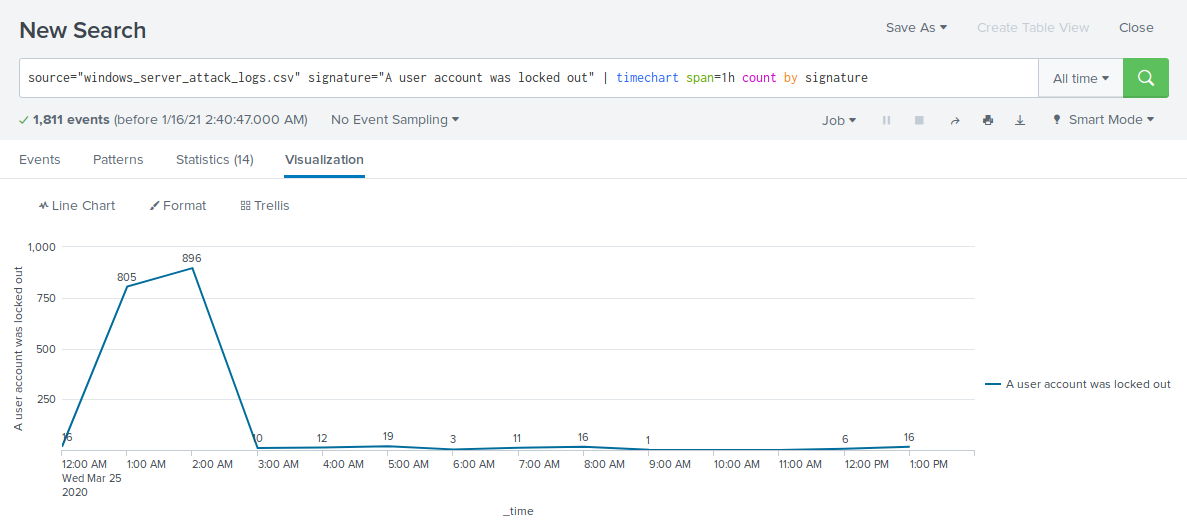 New Search
Save As Create Table View Close
source="windows_server_attack_logs.csv" signature="A user account was locked out" | timechart span=1h count by signature
All time
1,811 events (before 1/16/21 2:40:47.000 AM) No Event Sampling Job Smart Mode
Events Patterns Statistics (14) Visualization
Line Chart Format Trellis
A user account was locked out
1,000
750
500
250
16 805 896 10 12 19 3 11 16 1 6 16
A user account was locked out
12:00 AM 1:00 AM 2:00 AM 3:00 AM 4:00 AM 5:00 AM 6:00 AM 7:00 AM 8:00 AM 9:00 AM 10:00 AM 11:00 AM 12:00 PM 1:00 PM
Wed Mar 25
2020
_time